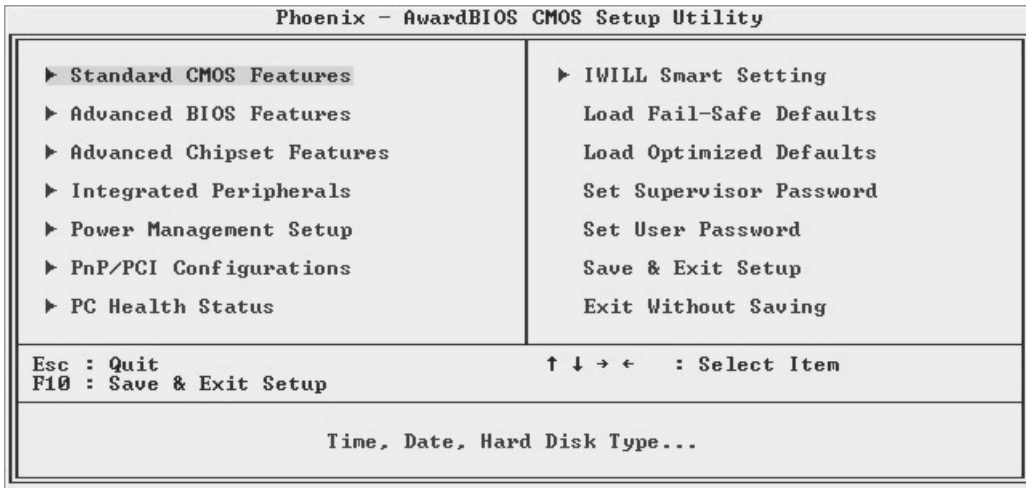 Phoenix - AwardBIOS CMOS Setup Utility
▶ Standard CMOS Features
▶ Advanced BIOS Features
▶ Advanced Chipset Features
▶ Integrated Peripherals
▶ Power Management Setup
▶ PnP/PCI Configurations
▶ PC Health Status
▶ IWILL Smart Setting
Load Fail-Safe Defaults
Load Optimized Defaults
Set Supervisor Password
Set User Password
Save & Exit Setup
Exit Without Saving
Esc : Quit
F10 : Save & Exit Setup
↑ ↓ → ← : Select Item
Time, Date, Hard Disk Type...